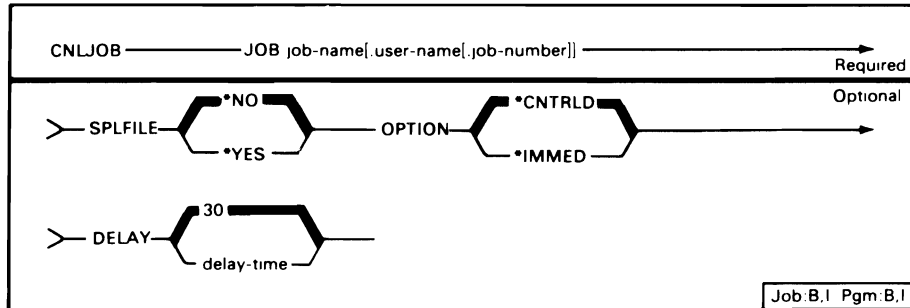 CNLJOB JOB job-name[.user-name[.job-number]]
Required
Optional
SPLFILE *NO *YES OPTION *CNTRLD *IMMED
DELAY 30 delay-time
Job:B,I Pgm:B,I